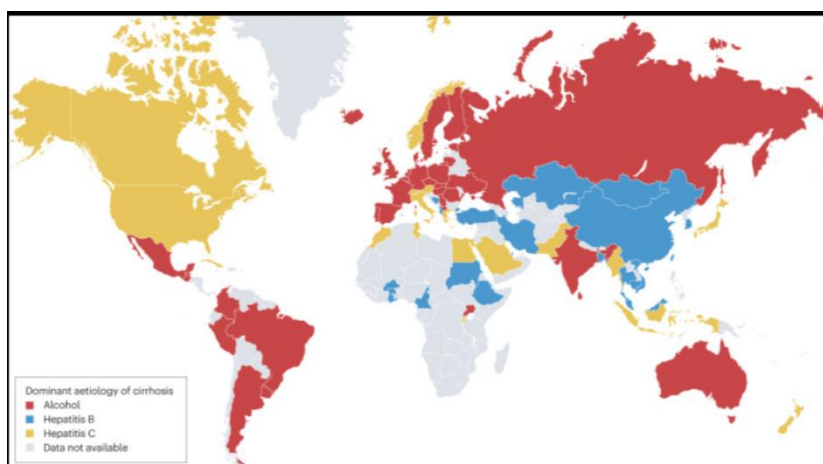 Dominant aetiology of cirrhosis
Alcohol
Hepatitis B
Hepatitis C
Data not available